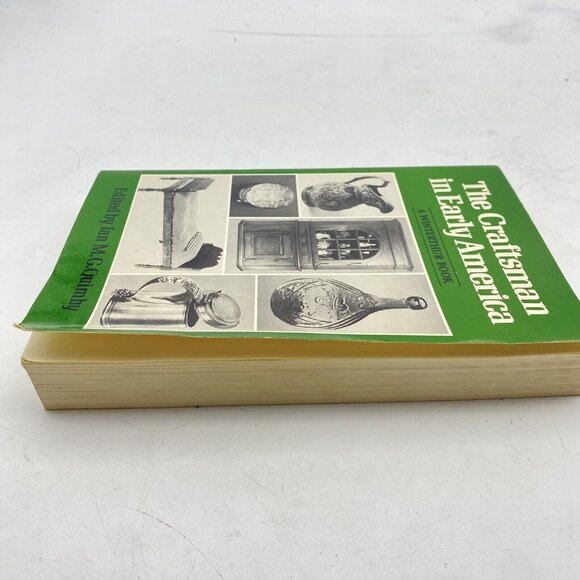 The Craftsman
in Early America
A WINTERTHUR BOOK
Edited by Ian M. G. Quimby